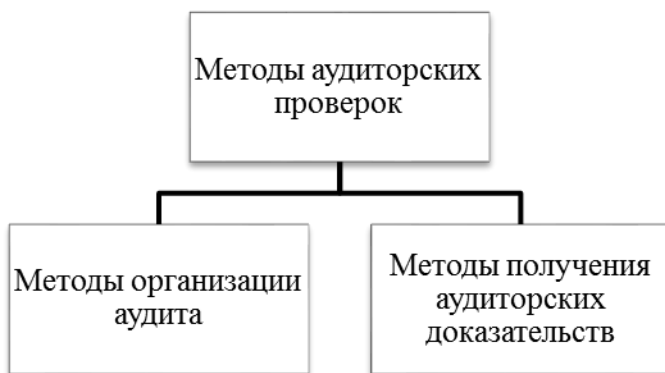 Методы аудиторских
проверок
Методы организации
аудита
Методы получения
аудиторских
доказательств